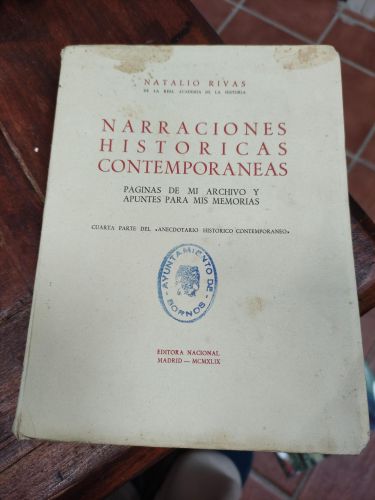 NATALIO RIVAS
DE LA REAL ACADEMIA DE LA HISTORIA
NARRACIONES
HISTORICAS
CONTEMPORANEAS
PAGINAS DE MI ARCHIVO Y
APUNTES PARA MIS MEMORIAS
CUARTA PARTE DEL «ANECDOTARIO HISTORICO CONTEMPORANEO»
AYUNTAMIENTO DE
BORNOS
EDITORA NACIONAL
MADRID — MCMXLIX